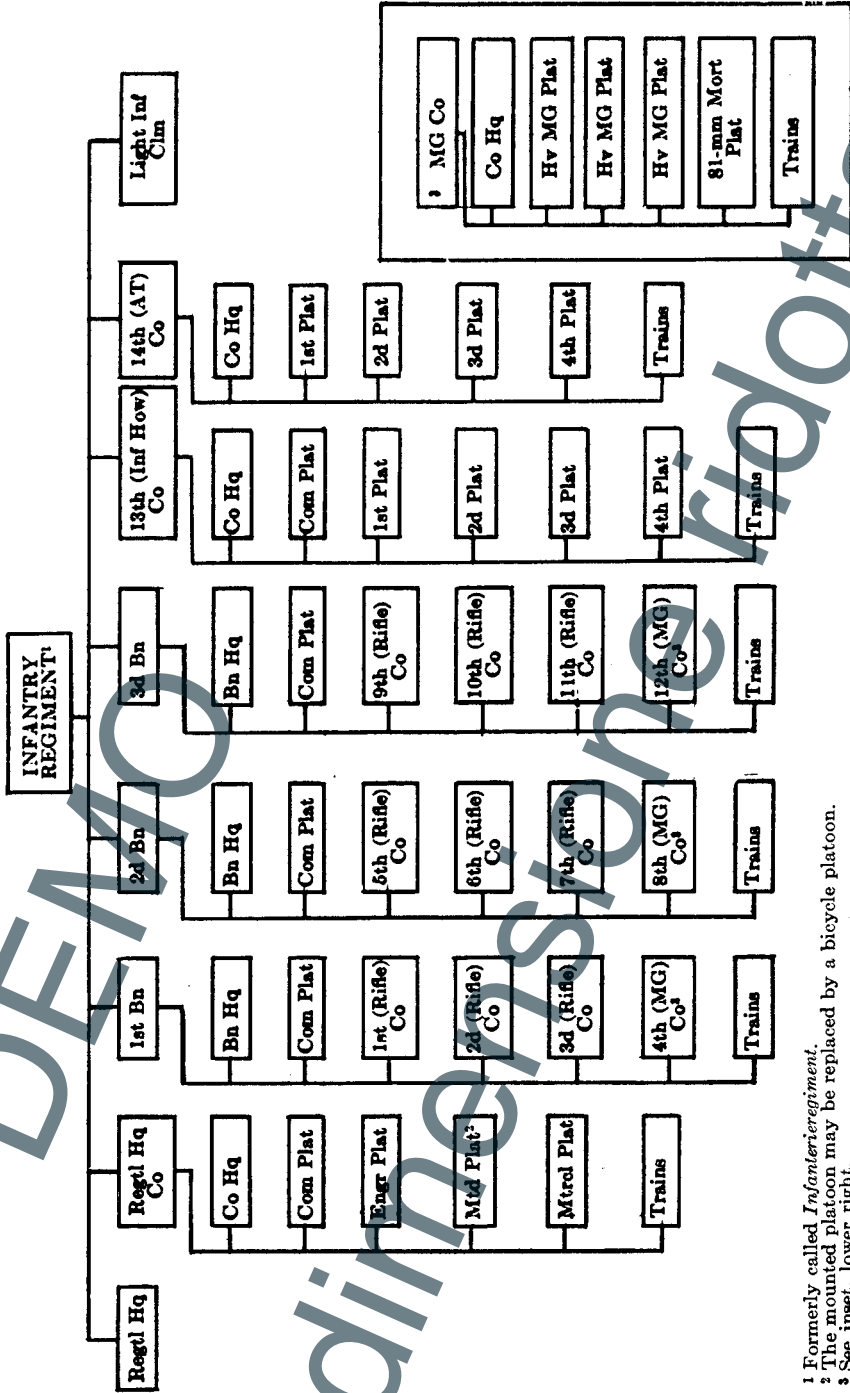 INFANTRY
REGIMENT¹
Regtl Hq
Regtl Hq
Co
Co Hq
Com Plat
Engr Plat
Mtd Plat²
Mtrcl Plat
Trains
1st Bn
Bn Hq
Com Plat
1st (Rifle)
Co
2d (Rifle)
Co
3d (Rifle)
Co
4th (MG)
Co³
Trains
2d Bn
Bn Hq
Com Plat
5th (Rifle)
Co
6th (Rifle)
Co
7th (Rifle)
Co
8th (MG)
Co³
Trains
3d Bn
Bn Hq
Com Plat
9th (Rifle)
Co
10th (Rifle)
Co
11th (Rifle)
Co
12th (MG)
Co³
Trains
13th (Inf How)
Co
Co Hq
Com Plat
1st Plat
2d Plat
3d Plat
4th Plat
Trains
14th (AT)
Co
Co Hq
1st Plat
2d Plat
3d Plat
4th Plat
Trains
Light Inf
Clm
³ MG Co
Co Hq
Hv MG Plat
Hv MG Plat
Hv MG Plat
81-mm Mort
Plat
Trains
¹ Formerly called Infanterieregiment.
² The mounted platoon may be replaced by a bicycle platoon.
³ See inset, lower right.
DEMO
dimensione